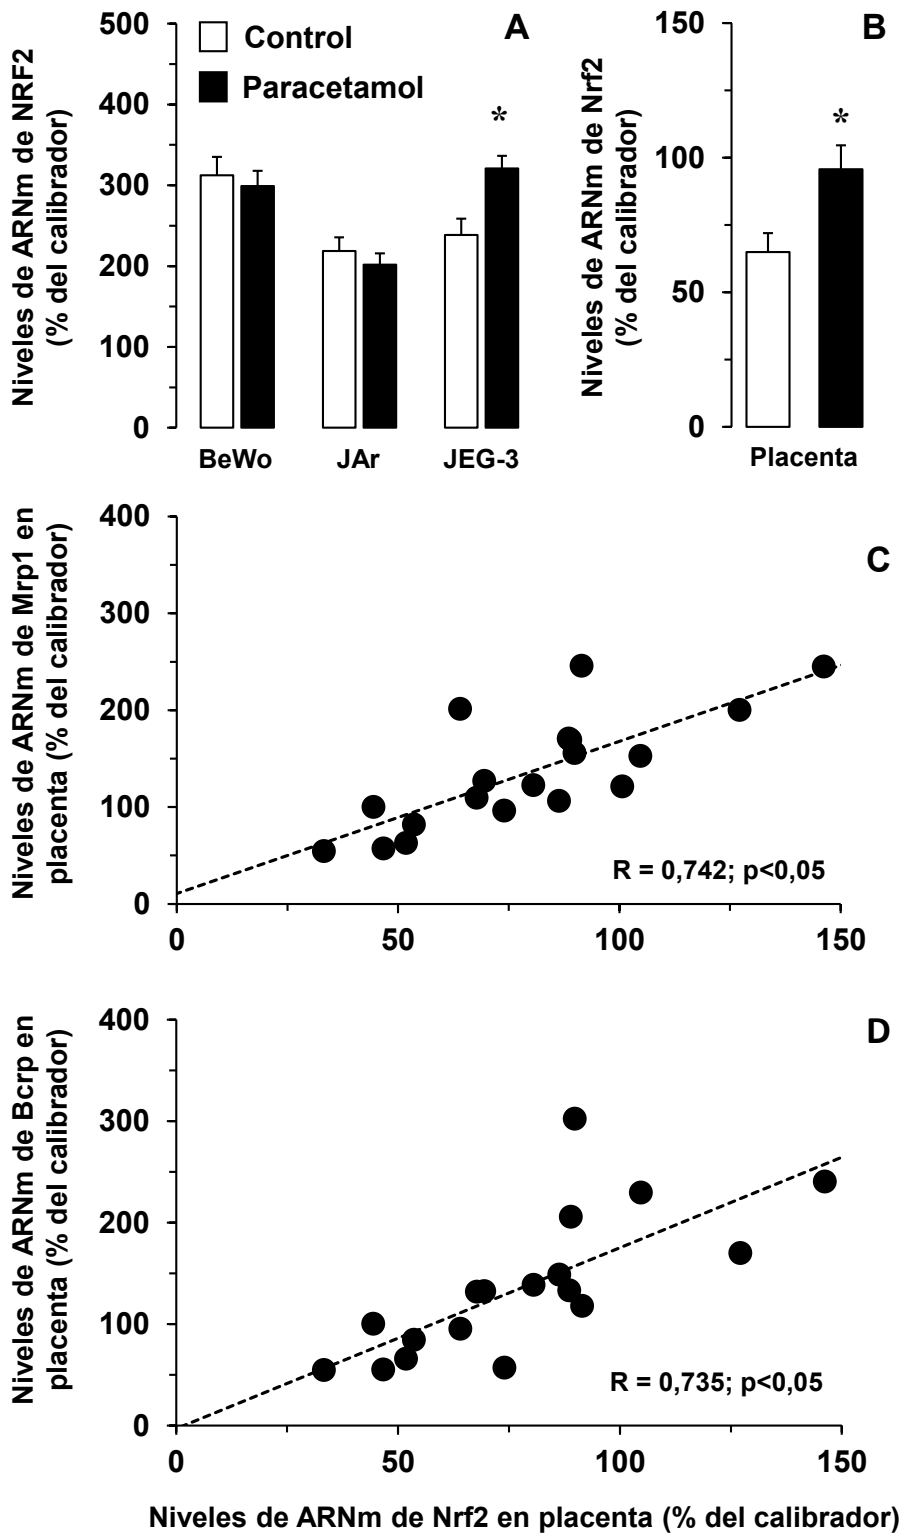 Niveles de ARNm de NRF2
(% del calibrador)
500
400
300
200
100
0
Control
Paracetamol
A
*
BeWo
JAr
JEG-3
Niveles de ARNm de Nrf2
(% del calibrador)
150
100
50
0
B
*
Placenta
Niveles de ARNm de Mrp1 en
placenta (% del calibrador)
400
300
200
100
0
C
R = 0,742; p<0,05
0
50
100
150
Niveles de ARNm de Bcrp en
placenta (% del calibrador)
400
300
200
100
0
D
R = 0,735; p<0,05
0
50
100
150
Niveles de ARNm de Nrf2 en placenta (% del calibrador)